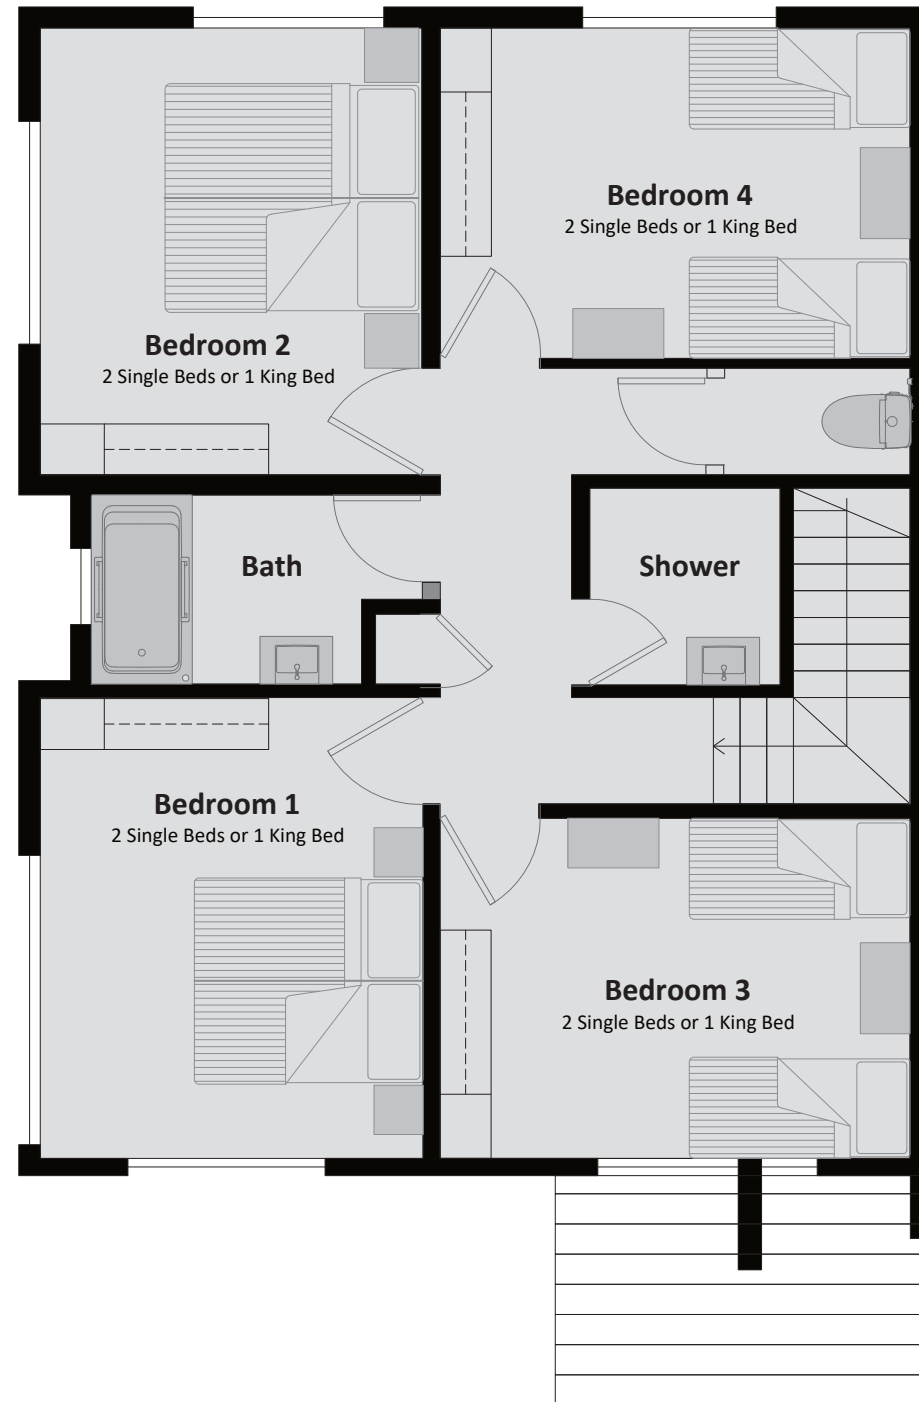 Bedroom 4
2 Single Beds or 1 King Bed
Bedroom 2
2 Single Beds or 1 King Bed
Bath
Shower
Bedroom 1
2 Single Beds or 1 King Bed
Bedroom 3
2 Single Beds or 1 King Bed